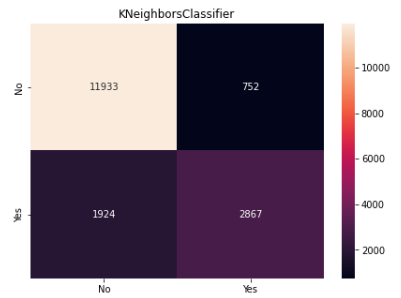 KNeighborsClassifier
No
11933
752
10000
8000
6000
Yes
1924
2867
4000
2000
No
Yes